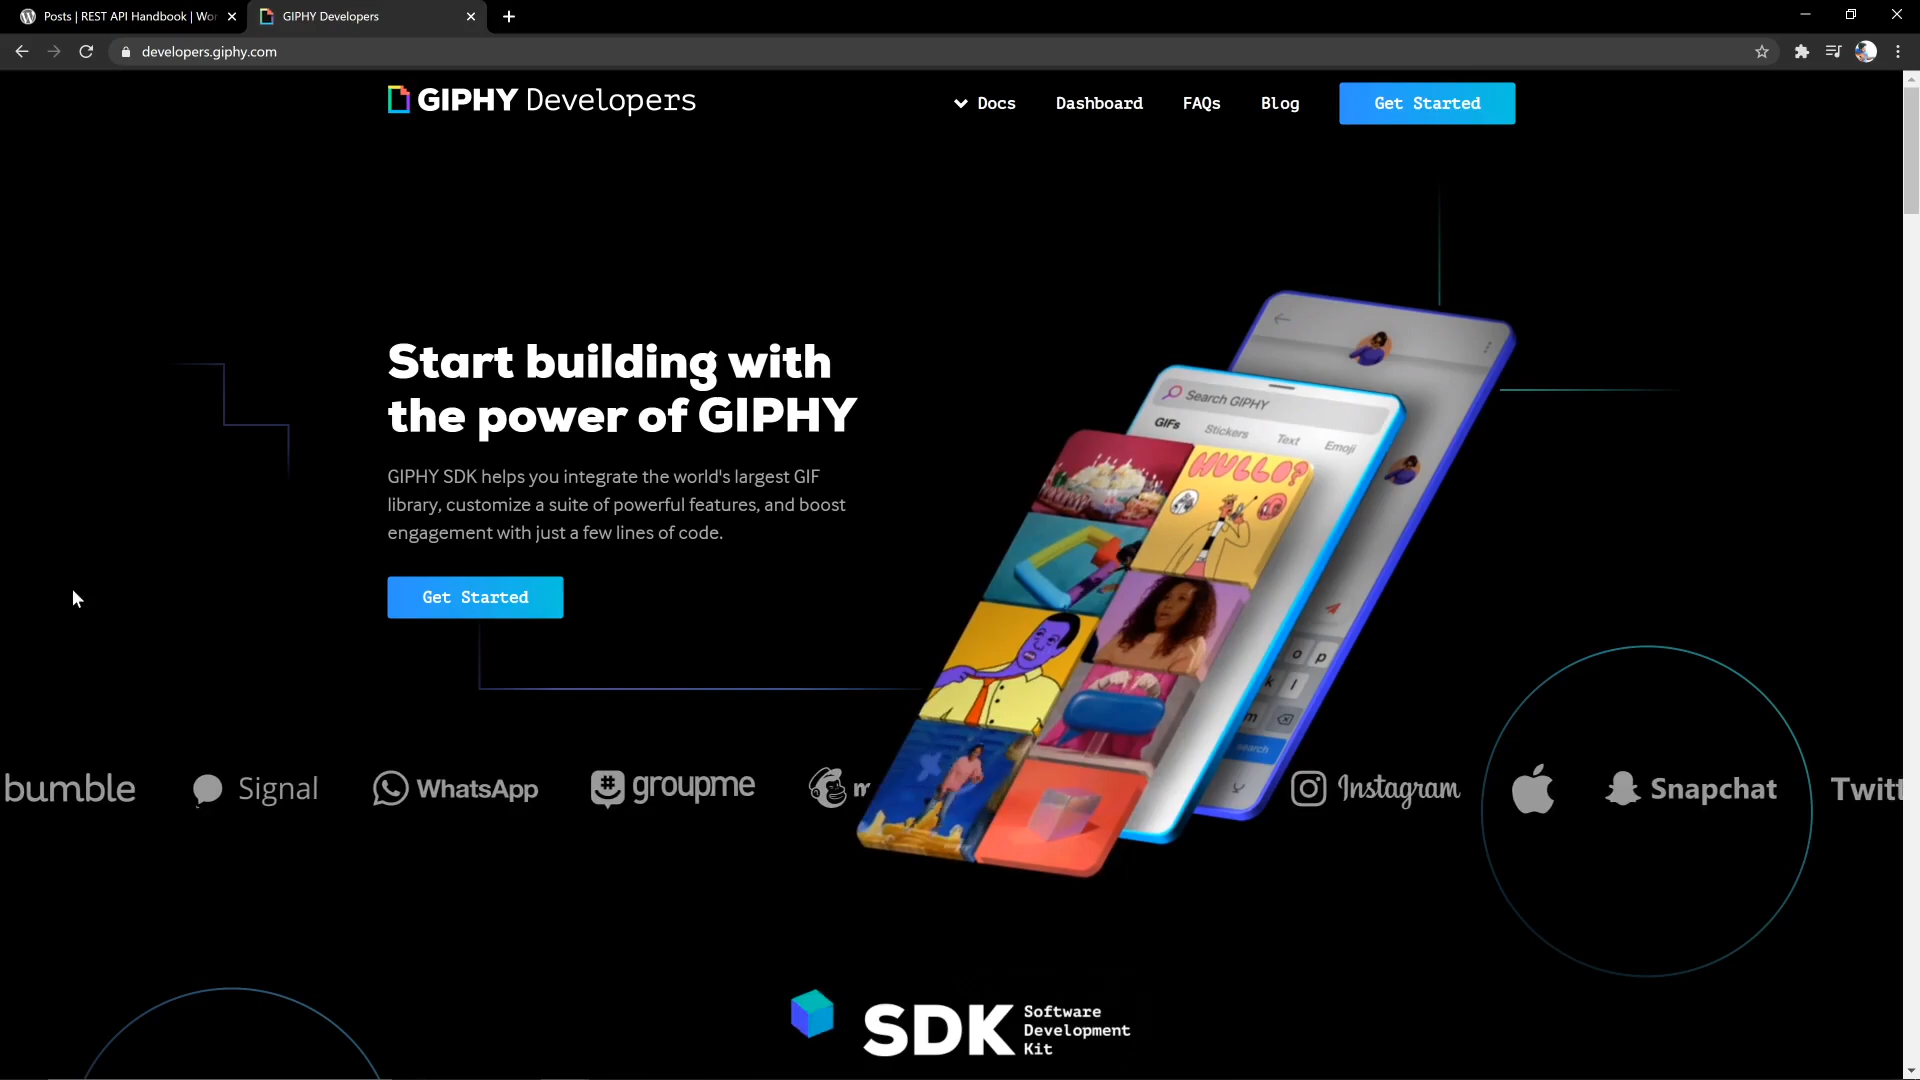 Posts | REST API Handbook | Wor
GIPHY Developers
developers.giphy.com
GIPHY Developers
Docs
Dashboard
FAQs
Blog
Get Started
Start building with
the power of GIPHY
GIPHY SDK helps you integrate the world's largest GIF
library, customize a suite of powerful features, and boost
engagement with just a few lines of code.
Get Started
Search GIPHY
GIFs
Stickers
Text
Emoji
HULLO?
o p
k l
m
search
bumble
Signal
WhatsApp
groupme
m
Instagram
Snapchat
Twitt
SDK
Software
Development
Kit